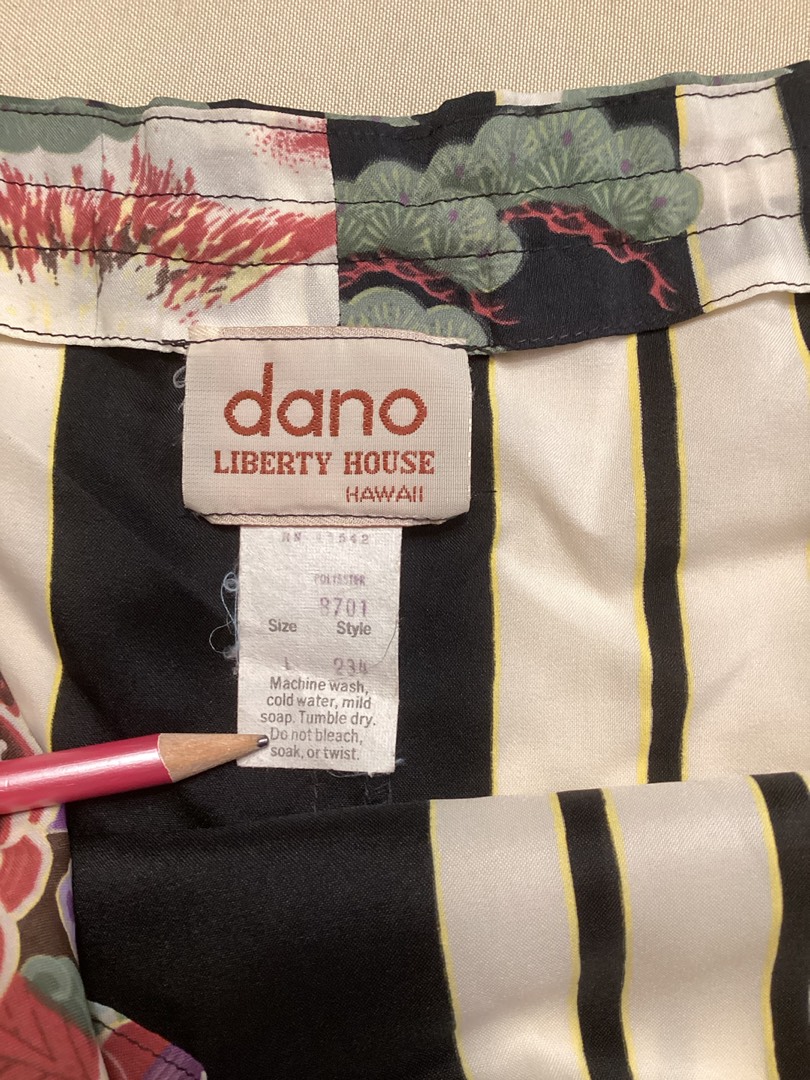 dano
LIBERTY HOUSE
HAWAII
RN
POLYESTER
8701
Size Style
L 234
Machine wash,
cold water, mild
soap. Tumble dry.
Do not bleach,
soak, or twist.